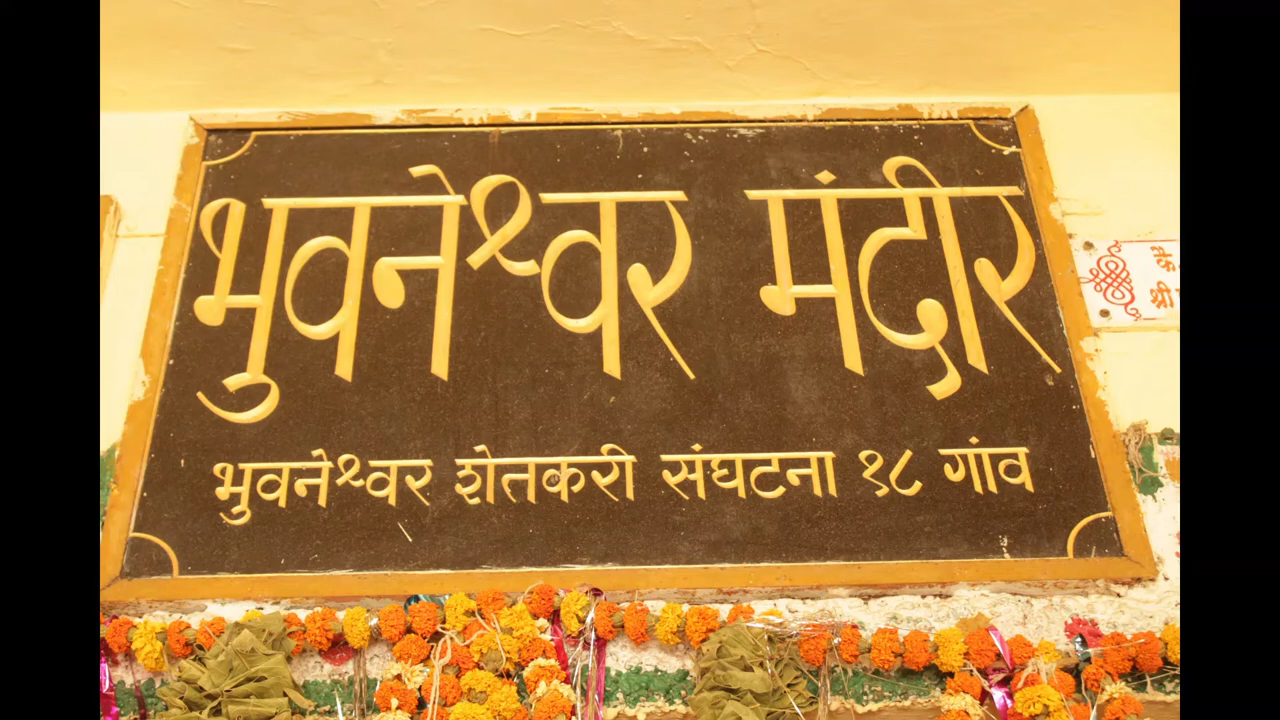 भुवनेश्वर मंदीर
भुवनेश्वर शेतकरी संघटना १८ गांव
श्री